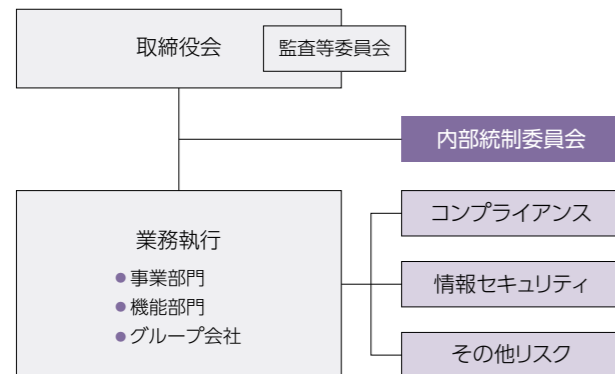 取締役会
監査等委員会
内部統制委員会
業務執行
●事業部門
●機能部門
●グループ会社
コンプライアンス
情報セキュリティ
その他リスク